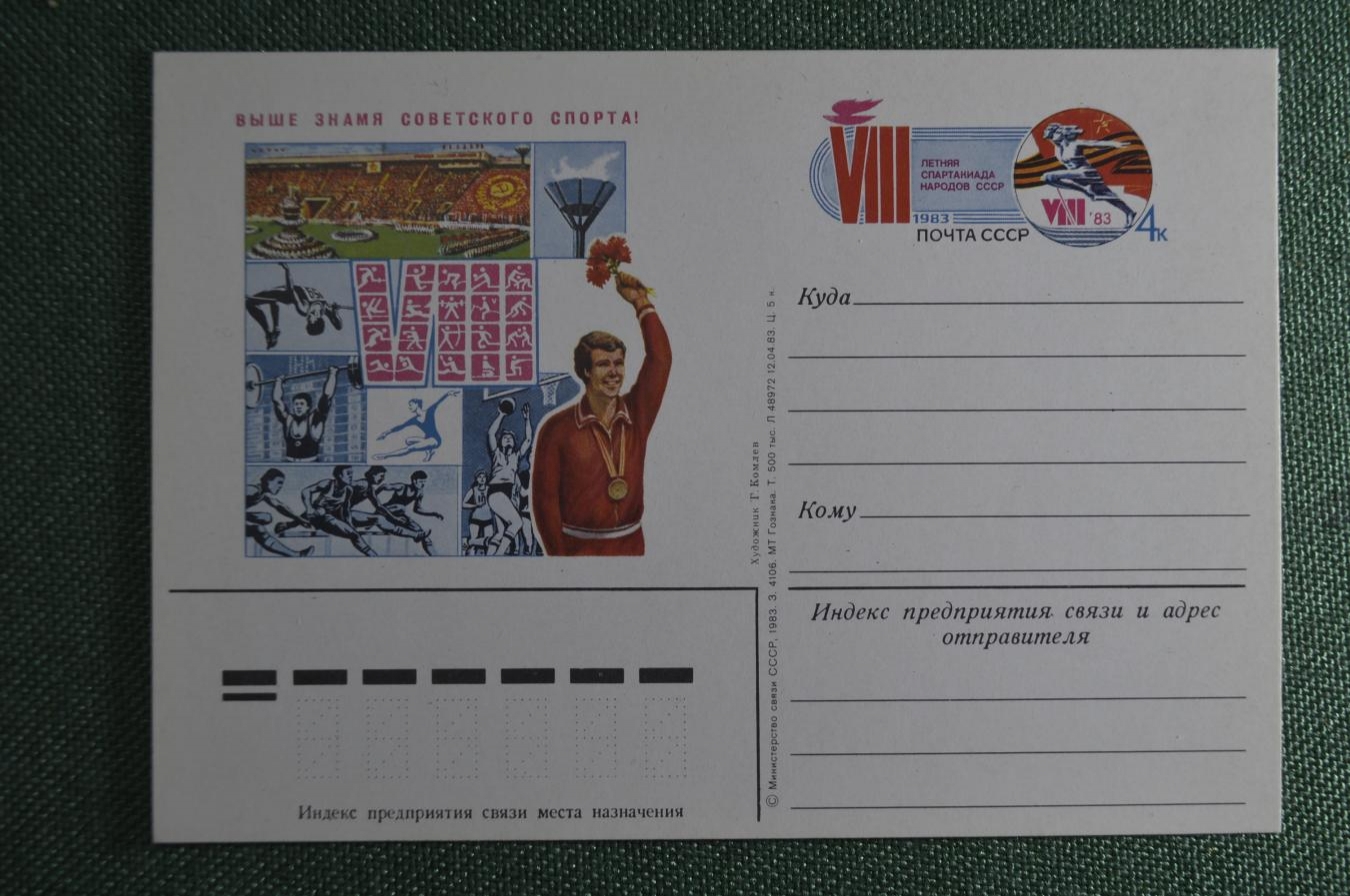 ВЫШЕ ЗНАМЯ СОВЕТСКОГО СПОРТА!
VIII
VIII
ЛЕТНЯЯ
СПАРТАКИАДА
НАРОДОВ СССР
1983
ПОЧТА СССР
VIII '83
4к
Куда
Кому
Индекс предприятия связи и адрес
отправителя
Художник Г. Комлев
© Министерство связи СССР, 1983. З. 4106. МТ Гознака. Т. 500 тыс. Л 48972 12.04.83. Ц. 5 к.
Индекс предприятия связи места назначения